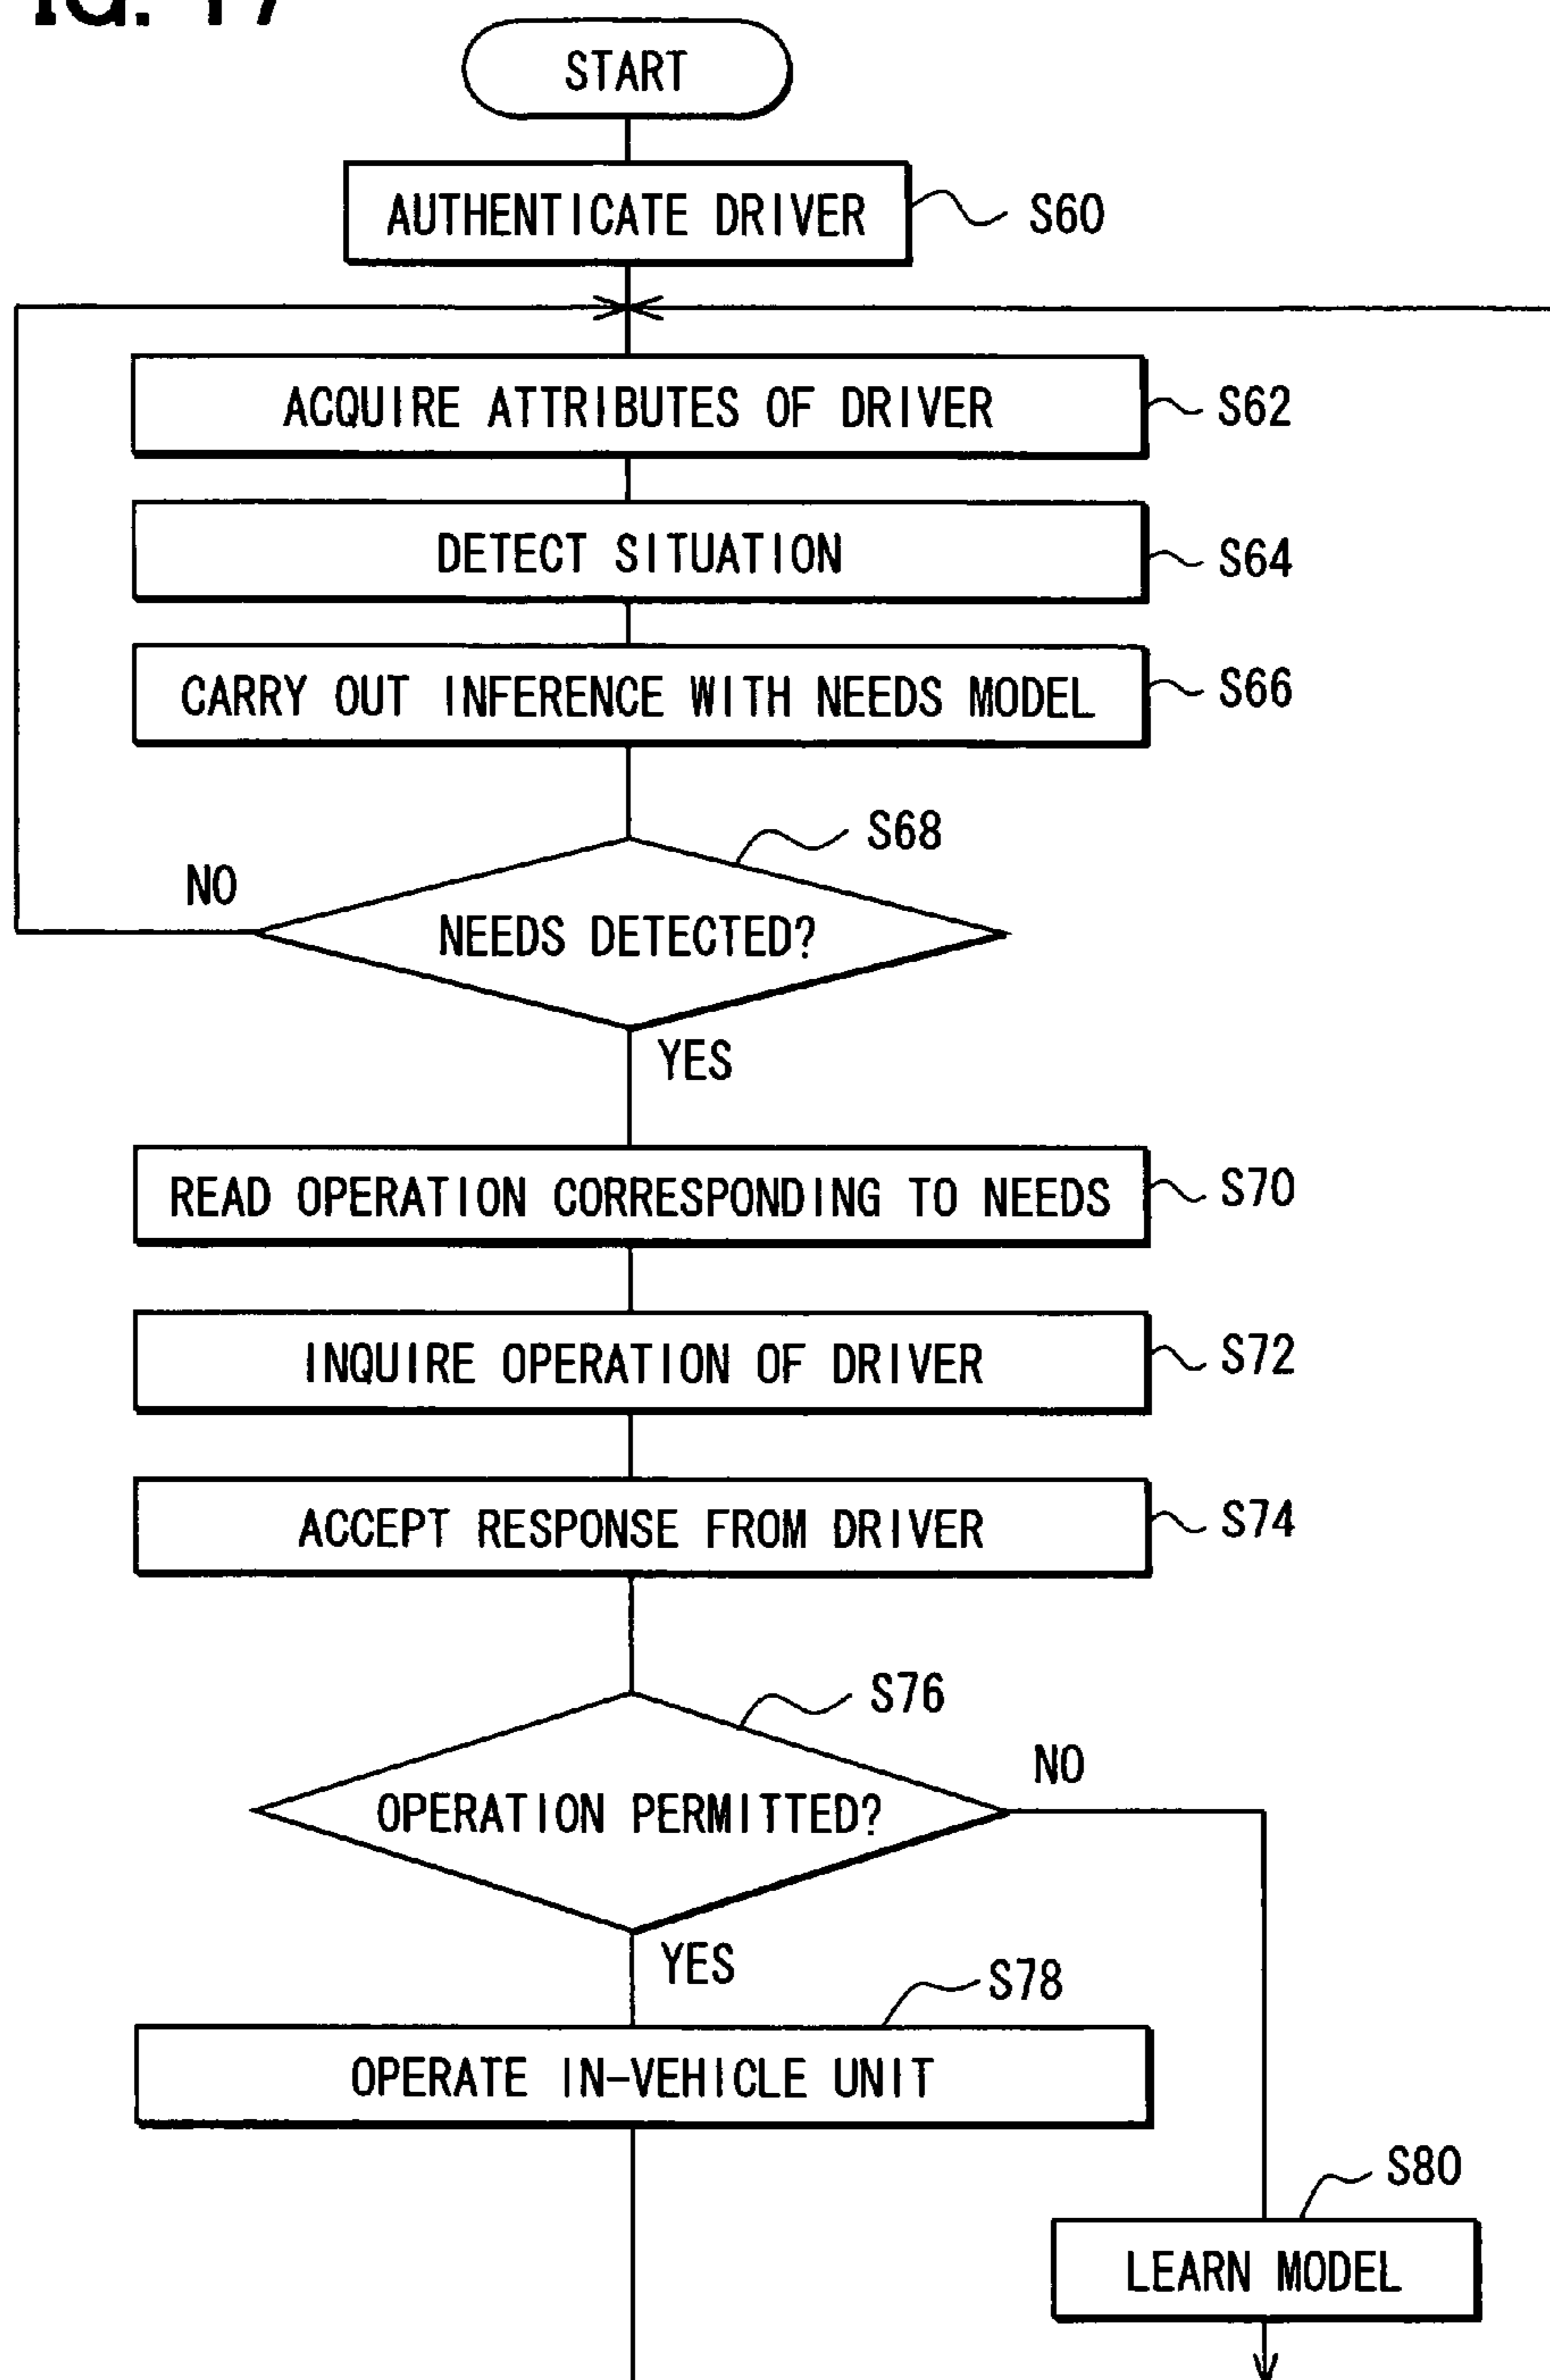 START
AUTHENTICATE DRIVER
S60
ACQUIRE ATTRIBUTES OF DRIVER
S62
DETECT SITUATION
S64
CARRY OUT INFERENCE WITH NEEDS MODEL
S66
S68
NO
NEEDS DETECTED?
YES
READ OPERATION CORRESPONDING TO NEEDS
S70
INQUIRE OPERATION OF DRIVER
S72
ACCEPT RESPONSE FROM DRIVER
S74
S76
NO
OPERATION PERMITTED?
YES
S78
OPERATE IN-VEHICLE UNIT
S80
LEARN MODEL